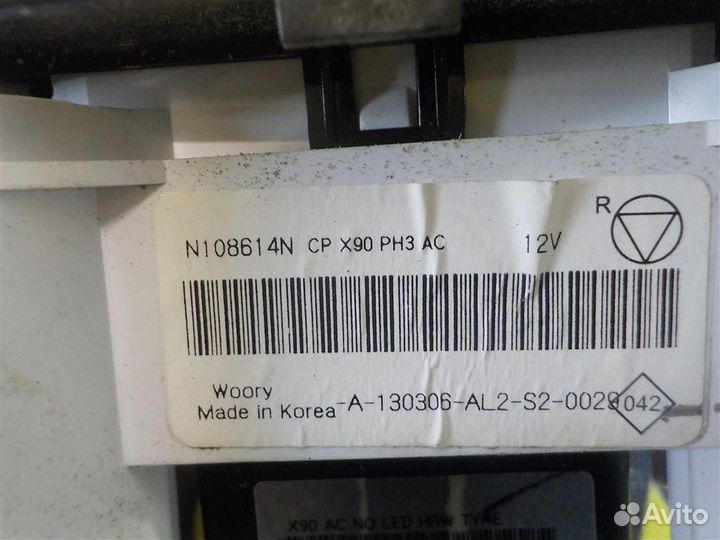 R
N108614N CP X90 PH3 AC 12V
Woory
Made in Korea -A-130306-AL2-S2-0029 042
X90 AC NO LED HRW TYPE
Avito